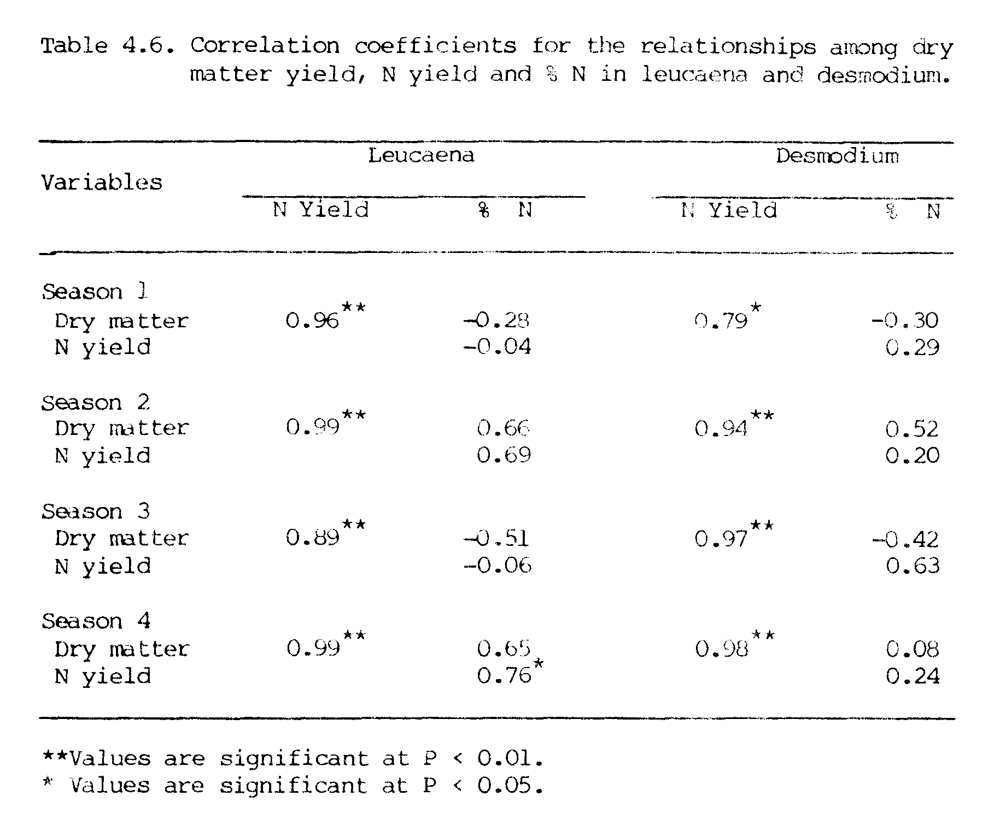 Table 4.6. Correlation coefficients for the relationships among dry
matter yield, N yield and % N in leucaena and desmodium.
Leucaena Desmodium
Variables
N Yield % N N Yield % N
Season 1
Dry matter 0.96** -0.28 0.79* -0.30
N yield -0.04 0.29
Season 2
Dry matter 0.99** 0.66 0.94** 0.52
N yield 0.69 0.20
Season 3
Dry matter 0.89** -0.51 0.97** -0.42
N yield -0.06 0.63
Season 4
Dry matter 0.99** 0.65 0.98** 0.08
N yield 0.76* 0.24
**Values are significant at P < 0.01.
* Values are significant at P < 0.05.